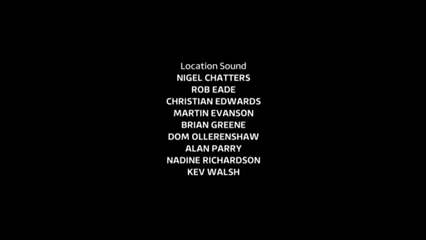 Location Sound
NIGEL CHATTERS
ROB EADE
CHRISTIAN EDWARDS
MARTIN EVANSON
BRIAN GREENE
DOM OLLERENSHAW
ALAN PARRY
NADINE RICHARDSON
KEV WALSH